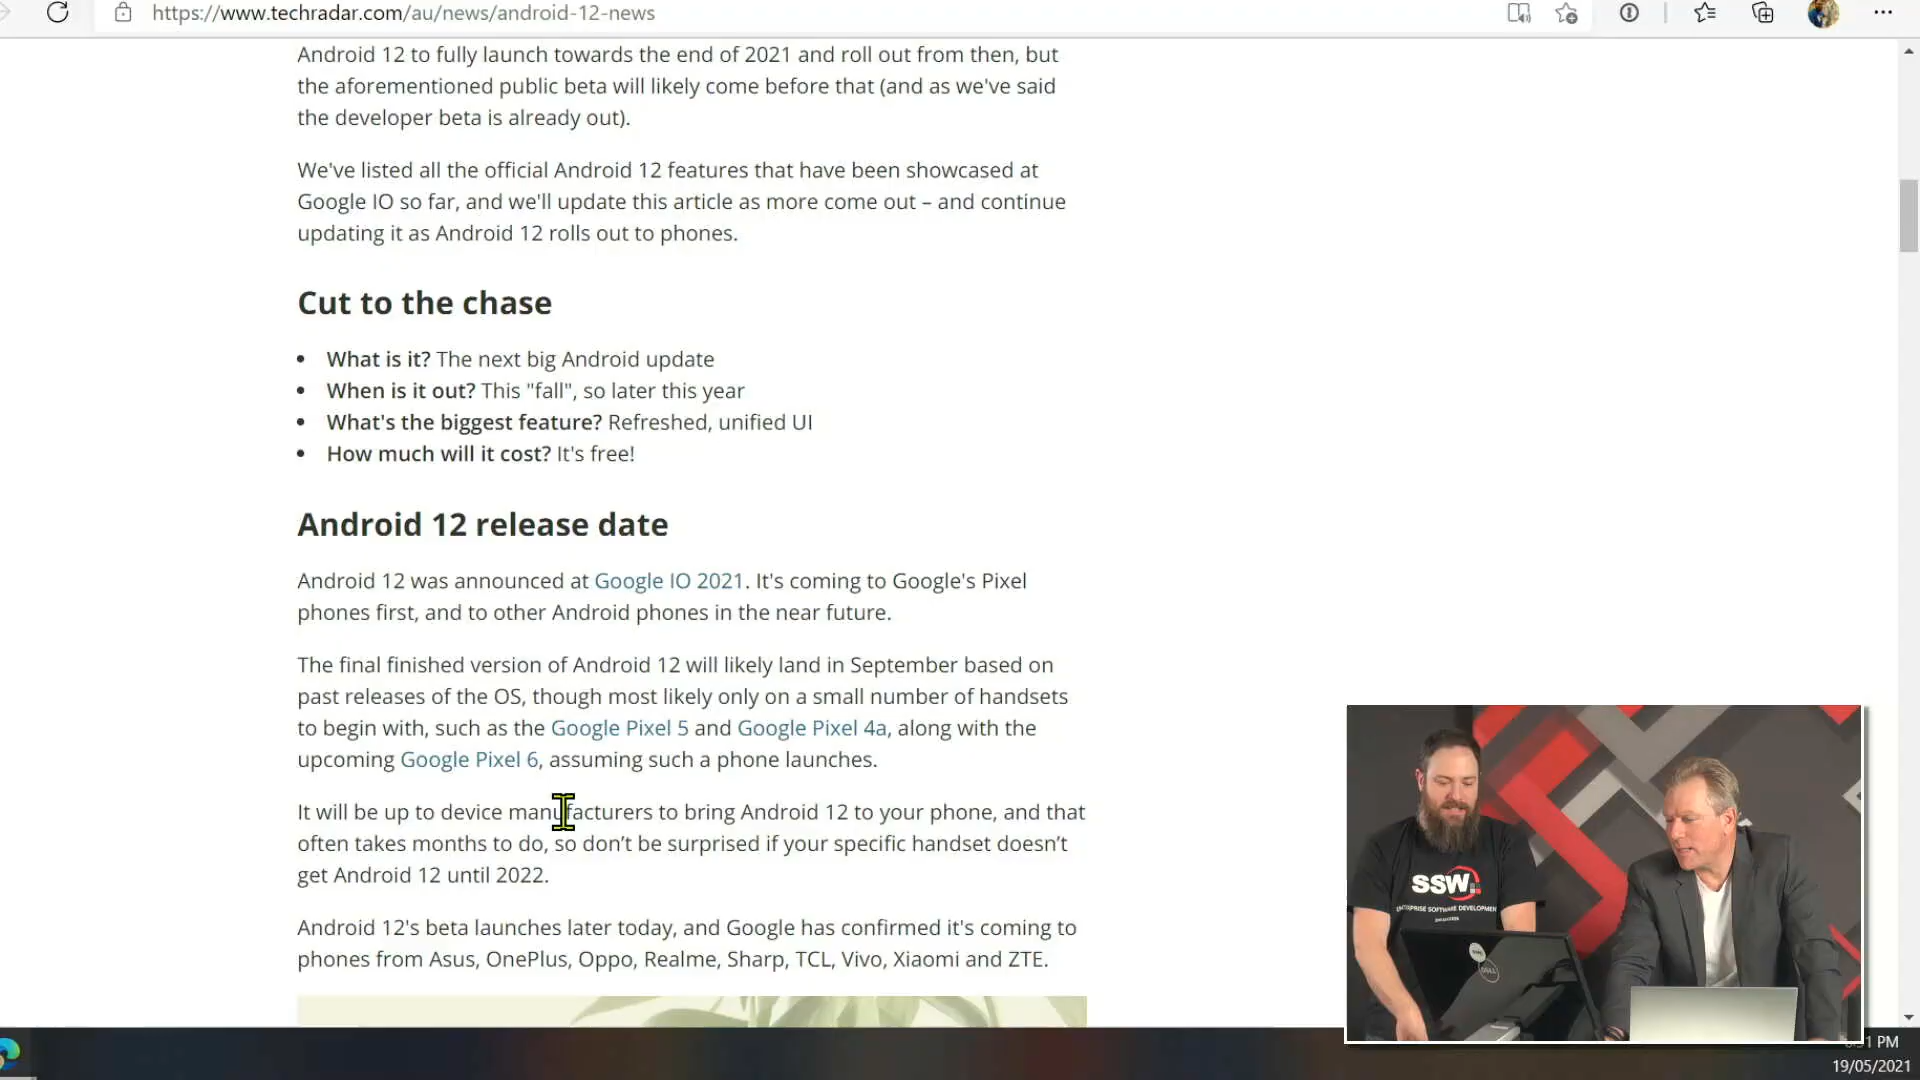 https://www.techradar.com/au/news/android-12-news
Android 12 to fully launch towards the end of 2021 and roll out from then, but
the aforementioned public beta will likely come before that (and as we've said
the developer beta is already out).
We've listed all the official Android 12 features that have been showcased at
Google IO so far, and we'll update this article as more come out – and continue
updating it as Android 12 rolls out to phones.
Cut to the chase
• What is it? The next big Android update
• When is it out? This "fall", so later this year
• What's the biggest feature? Refreshed, unified UI
• How much will it cost? It's free!
Android 12 release date
Android 12 was announced at Google IO 2021. It's coming to Google's Pixel
phones first, and to other Android phones in the near future.
The final finished version of Android 12 will likely land in September based on
past releases of the OS, though most likely only on a small number of handsets
to begin with, such as the Google Pixel 5 and Google Pixel 4a, along with the
upcoming Google Pixel 6, assuming such a phone launches.
It will be up to device manufacturers to bring Android 12 to your phone, and that
often takes months to do, so don’t be surprised if your specific handset doesn’t
get Android 12 until 2022.
Android 12's beta launches later today, and Google has confirmed it's coming to
phones from Asus, OnePlus, Oppo, Realme, Sharp, TCL, Vivo, Xiaomi and ZTE.
SSW
ENTERPRISE SOFTWARE DEVELOPMENT
DELL
PM
19/05/2021